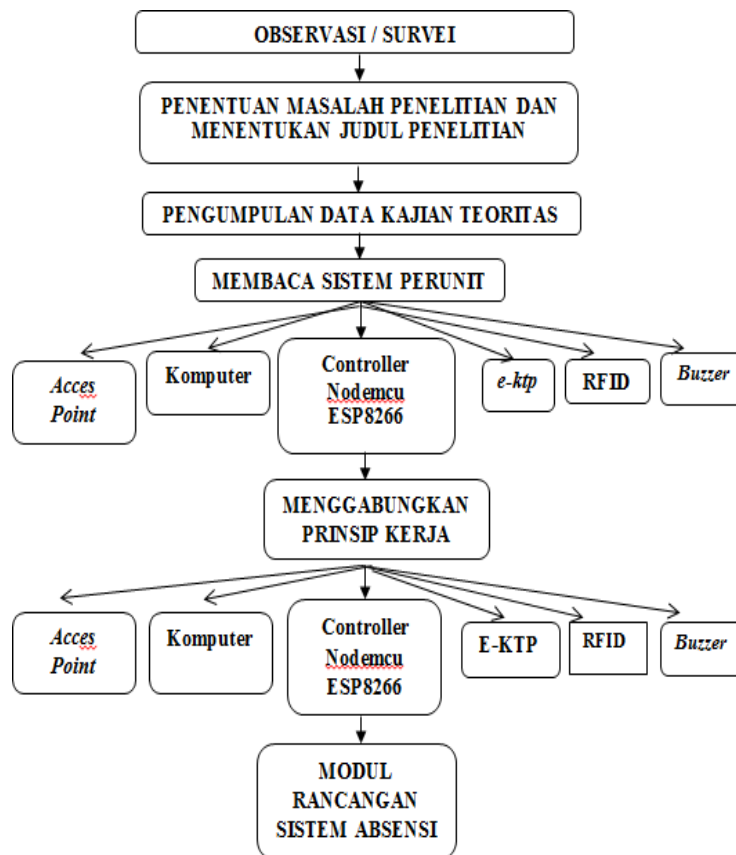 OBSERVASI / SURVEI
PENENTUAN MASALAH PENELITIAN DAN
MENENTUKAN JUDUL PENELITIAN
PENGUMPULAN DATA KAJIAN TEORITAS
MEMBACA SISTEM PERUNIT
Acces
Point
Komputer
Controller
Nodemcu
ESP8266
e-ktp
RFID
Buzzer
MENGGABUNGKAN
PRINSIP KERJA
Acces
Point
Komputer
Controller
Nodemcu
ESP8266
E-KTP
RFID
Buzzer
MODUL
RANCANGAN
SISTEM ABSENSI